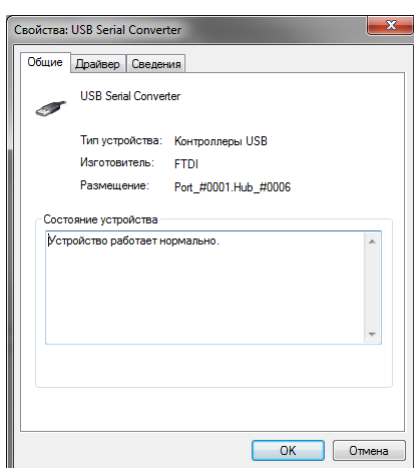 Свойства: USB Serial Converter
Общие Драйвер Сведения
USB Serial Converter
Тип устройства: Контроллеры USB
Изготовитель: FTDI
Размещение: Port_#0001.Hub_#0006
Состояние устройства
Устройство работает нормально.
OK Отмена